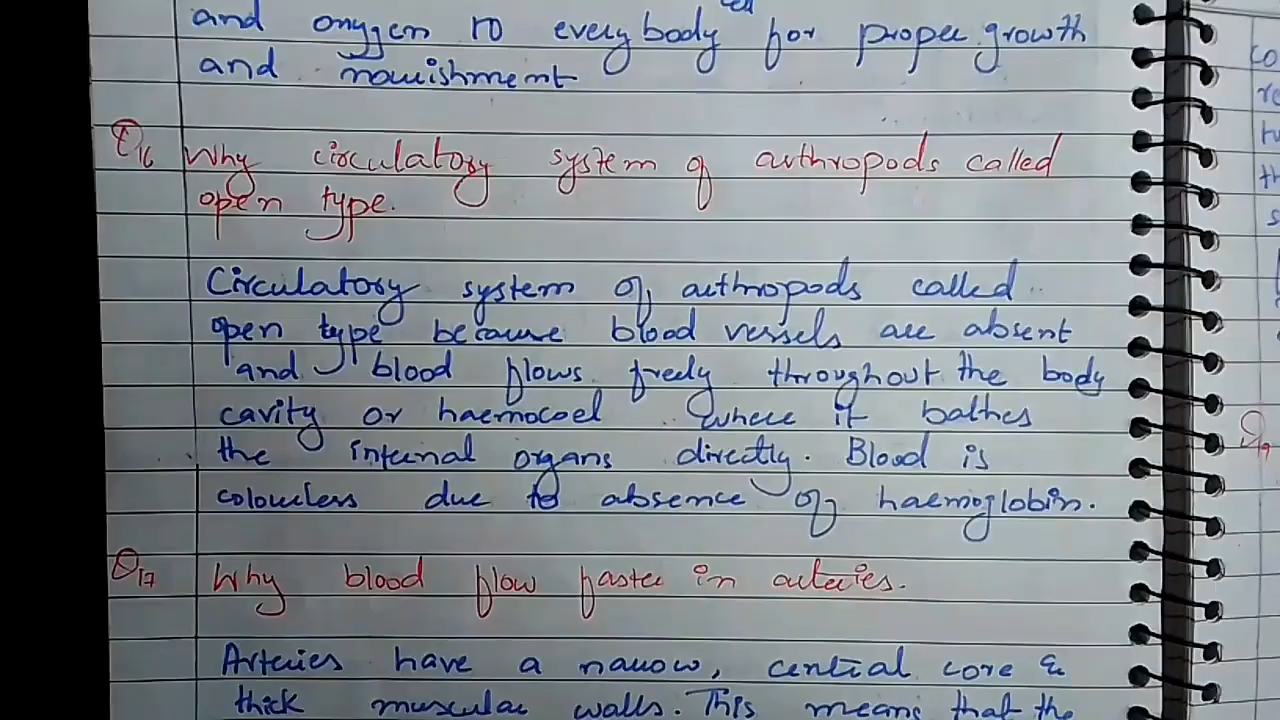 cell
and oxygen to every body for proper growth
and nourishment
Q16 Why circulatory system of arthropods called
open type.
Circulatory system of arthropods called
open type because blood vessels are absent
and blood flows freely throughout the body
cavity or haemocoel where it bathes
the internal organs directly. Blood is
colourless due to absence of haemoglobin.
Q17 Why blood flow faster in arteries.
Arteries have a narrow, central core &
thick muscular walls. This means that the